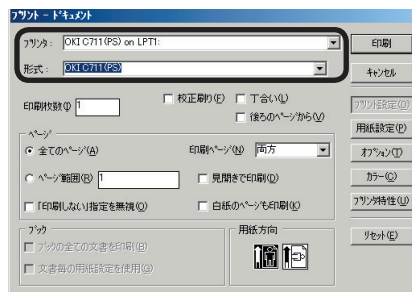 プリント - ドキュメント
プリンタ: OKI C711(PS) on LPT1:
形式: OKI C711(PS)
印刷
キャンセル
印刷枚数(I) 1
校正刷り(F) 丁合い(L)
後ろのページから(V)
プリント設定(O)
用紙設定(P)
オプション(T)
カラー(C)
プリンタ特性(U)
リセット(E)
ページ
全てのページ(A) 印刷ページ(N) 両方
ページ範囲(R) 1 見開きで印刷(D)
「印刷しない」指定を無視(Q) 白紙のページも印刷(K)
ブック
ブックの全ての文書を印刷(B)
文書毎の用紙設定を使用(G)
用紙方向